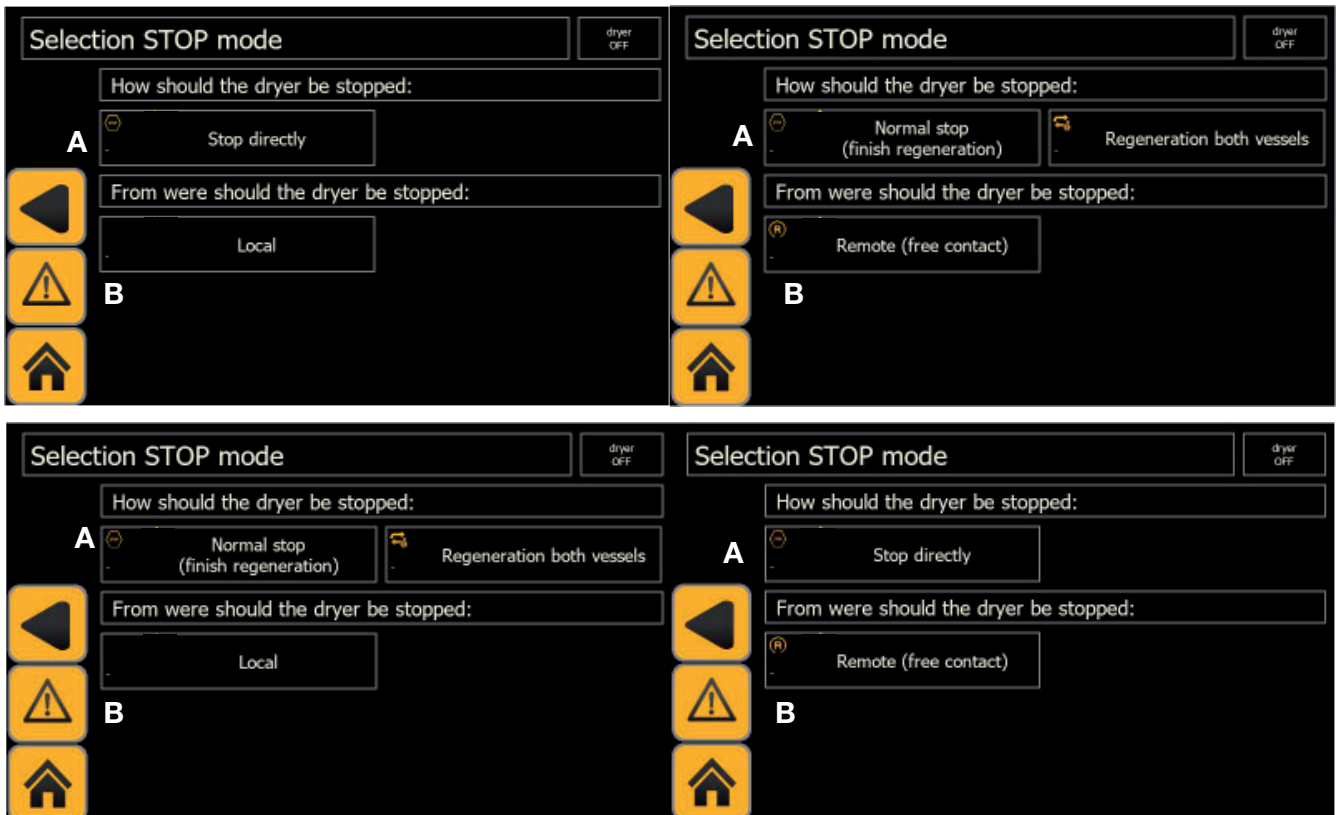 Selection STOP mode
dryer
OFF
How should the dryer be stopped:
A
Stop directly
From were should the dryer be stopped:
Local
B
Selection STOP mode
dryer
OFF
How should the dryer be stopped:
A
Normal stop
(finish regeneration)
Regeneration both vessels
From were should the dryer be stopped:
R
Remote (free contact)
B
Selection STOP mode
dryer
OFF
How should the dryer be stopped:
A
Normal stop
(finish regeneration)
Regeneration both vessels
From were should the dryer be stopped:
Local
B
Selection STOP mode
dryer
OFF
How should the dryer be stopped:
A
Stop directly
From were should the dryer be stopped:
R
Remote (free contact)
B